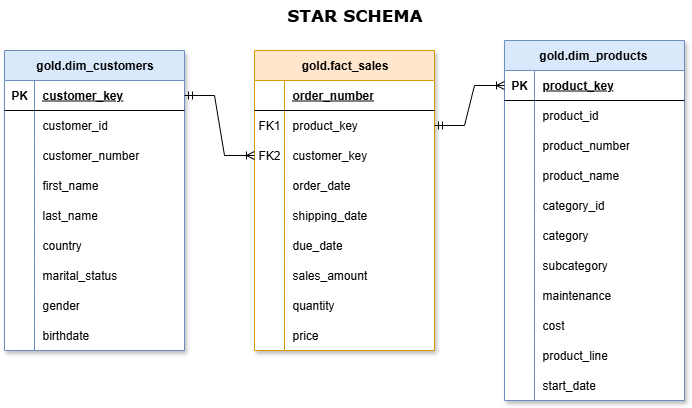 STAR SCHEMA
gold.dim_customers
PK customer_key
customer_id
customer_number
first_name
last_name
country
marital_status
gender
birthdate
gold.fact_sales
order_number
FK1 product_key
FK2 customer_key
order_date
shipping_date
due_date
sales_amount
quantity
price
gold.dim_products
PK product_key
product_id
product_number
product_name
category_id
category
subcategory
maintenance
cost
product_line
start_date